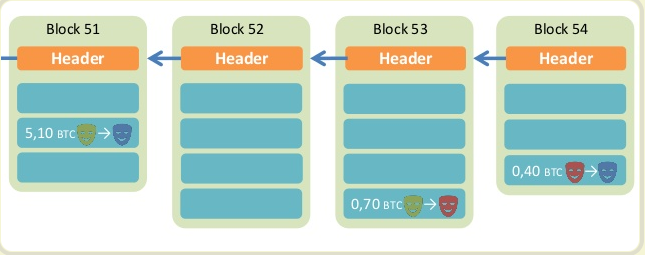 Block 51
Block 52
Block 53
Block 54
Header
Header
Header
Header
5,10 BTC
0,40 BTC
0,70 BTC